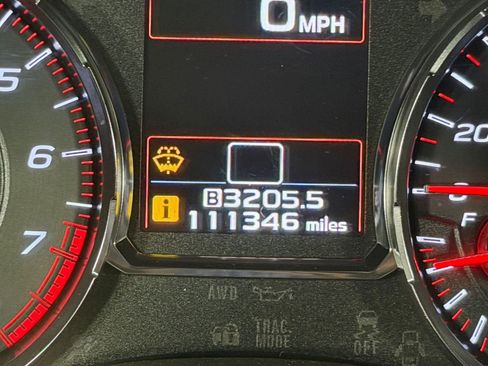 0 MPH
5
6
7
20
F
i
B3205.5
111346 miles
AWD
TRAC
MODE
OFF